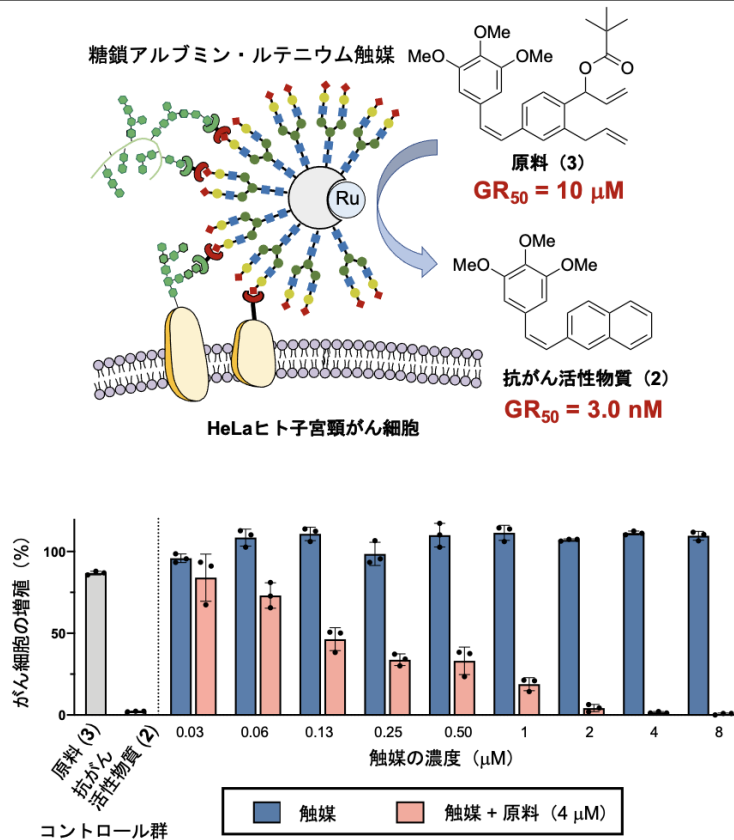 糖鎖アルブミン・ルテニウム触媒
OMe
MeO
OMe
O
O
原料（3）
GR50 = 10 μM
Ru
OMe
MeO
OMe
抗がん活性物質（2）
GR50 = 3.0 nM
HeLaヒト子宮頸がん細胞
がん細胞の増殖（%）
100
50
0
原料 (3)
抗がん
活性物質 (2)
コントロール群
0.03 0.06 0.13 0.25 0.50 1 2 4 8
触媒の濃度（μM）
触媒 触媒 + 原料（4 μM）